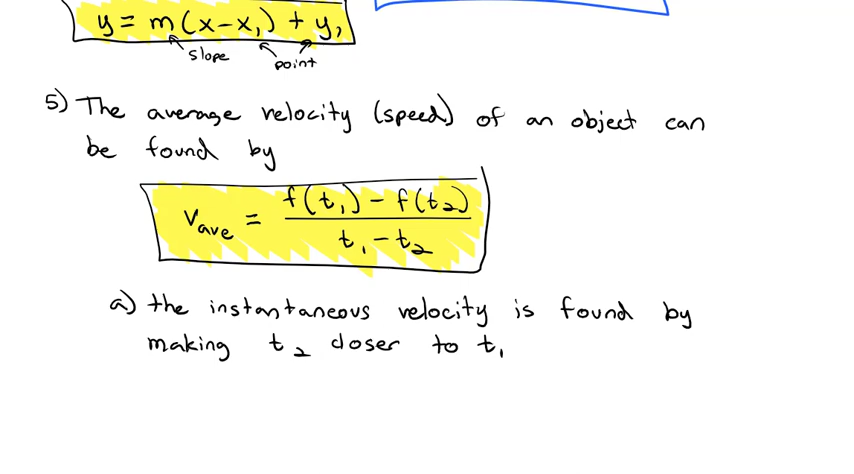 y = m(x-x₁) + y₁
slope point
5) The average velocity (speed) of an object can
be found by
v_ave = (f(t₁) - f(t₂))/(t₁ - t₂)
a) the instantaneous velocity is found by
making t₂ closer to t₁